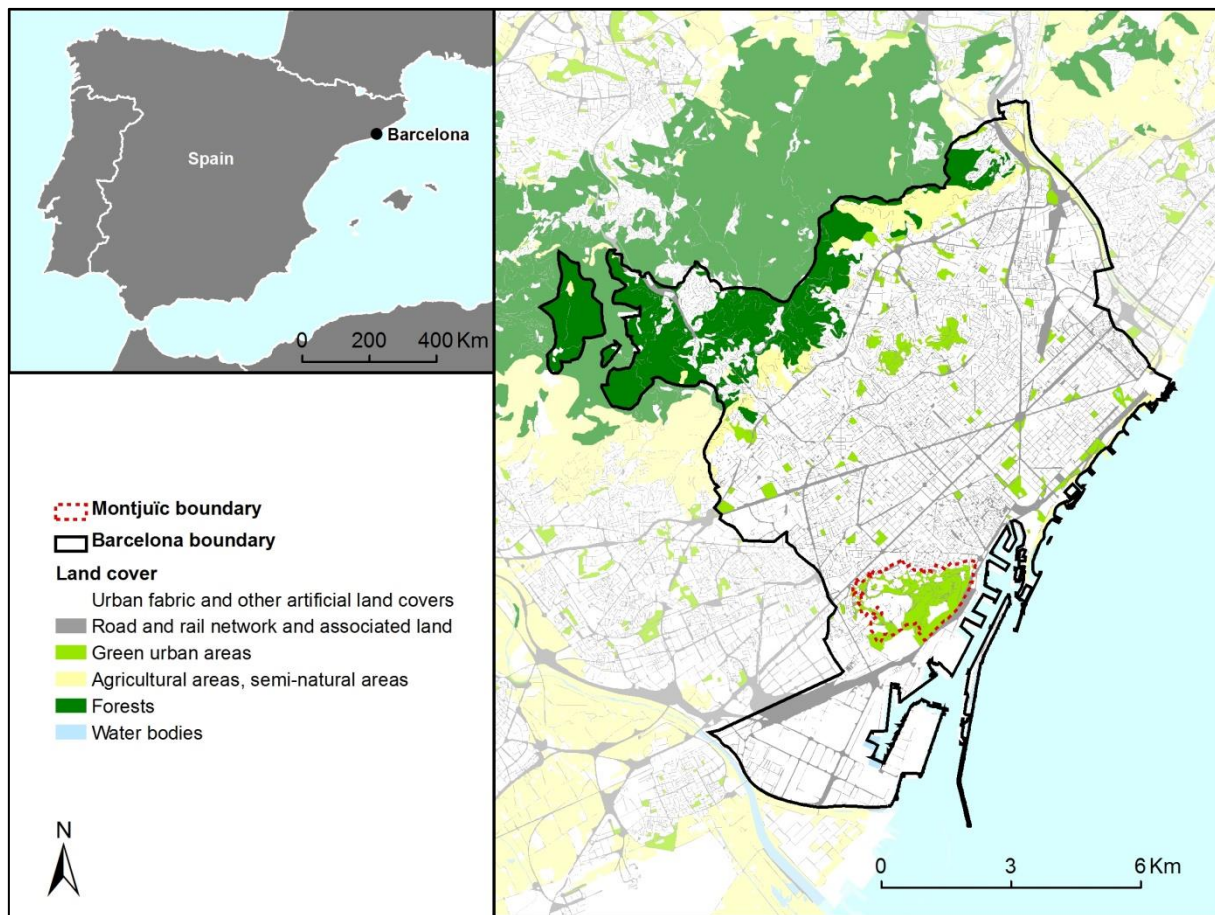 Barcelona
Spain
0 200 400 Km
Montjuïc boundary
Barcelona boundary
Land cover
Urban fabric and other artificial land covers
Road and rail network and associated land
Green urban areas
Agricultural areas, semi-natural areas
Forests
Water bodies
N
0 3 6 Km